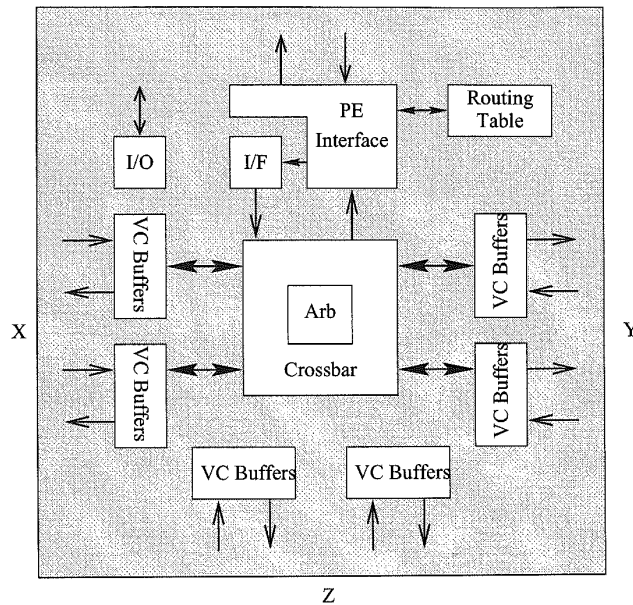 PE
Interface
Routing
Table
I/O
I/F
VC Buffers
VC Buffers
Arb
Crossbar
X
Y
VC Buffers
VC Buffers
VC Buffers
VC Buffers
Z